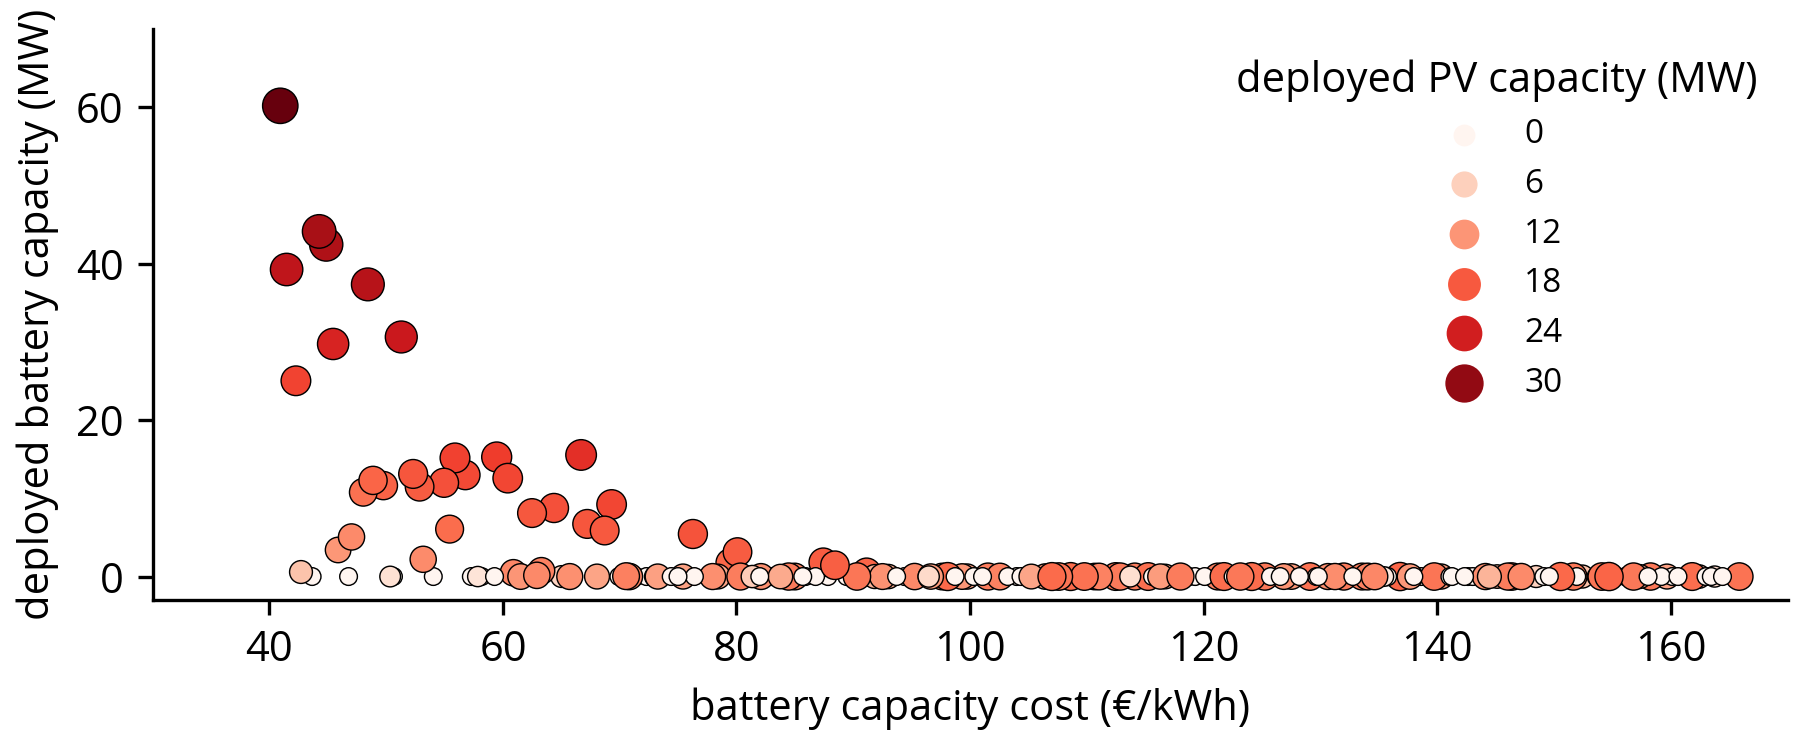 deployed battery capacity (MW)
60
40
20
0
deployed PV capacity (MW)
0
6
12
18
24
30
40 60 80 100 120 140 160
battery capacity cost (€/kWh)